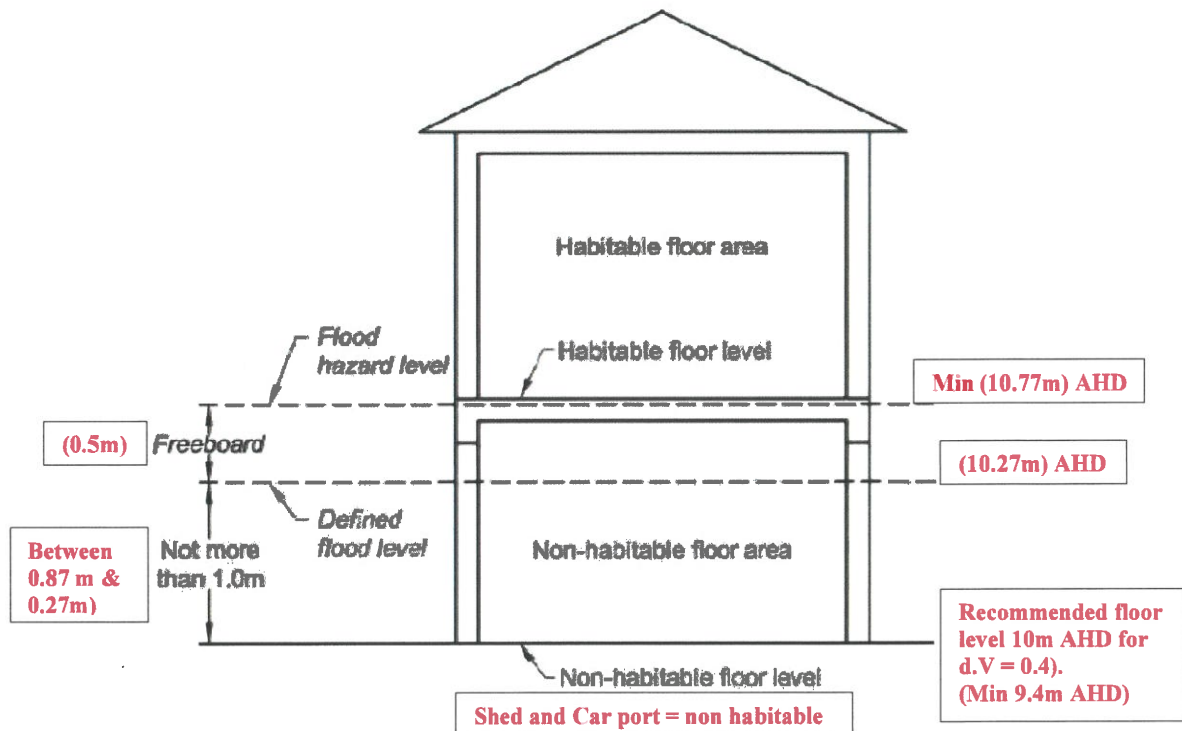 Habitable floor area
Flood
hazard level
Habitable floor level
Min (10.77m) AHD
(0.5m)
Freeboard
(10.27m) AHD
Defined
flood level
Between
0.87 m &
0.27m)
Not more
than 1.0m
Non-habitable floor area
Recommended floor
level 10m AHD for
d.V = 0.4).
(Min 9.4m AHD)
Non-habitable floor level
Shed and Car port = non habitable